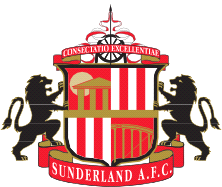 CONSECTATIO EXCELLENTIAE
SUNDERLAND A.F.C.